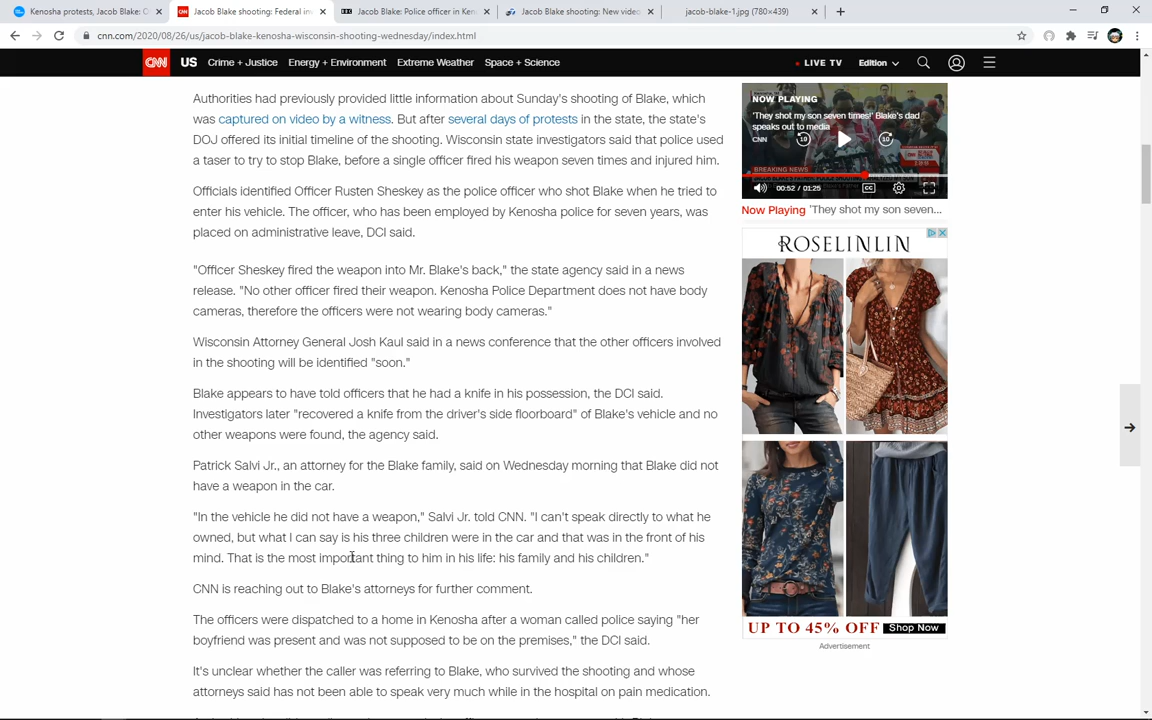 Kenosha protests, Jacob Blake: O
Jacob Blake shooting: Federal inv
Jacob Blake: Police officer in Ken
Jacob Blake shooting: New video
jacob-blake-1.jpg (780×439)
cnn.com/2020/08/26/us/jacob-blake-kenosha-wisconsin-shooting-wednesday/index.html
CNN US Crime + Justice Energy + Environment Extreme Weather Space + Science LIVE TV Edition
Authorities had previously provided little information about Sunday's shooting of Blake, which
was captured on video by a witness. But after several days of protests in the state, the state's
DOJ offered its initial timeline of the shooting. Wisconsin state investigators said that police used
a taser to try to stop Blake, before a single officer fired his weapon seven times and injured him.
Officials identified Officer Rusten Sheskey as the police officer who shot Blake when he tried to
enter his vehicle. The officer, who has been employed by Kenosha police for seven years, was
placed on administrative leave, DCI said.
"Officer Sheskey fired the weapon into Mr. Blake's back," the state agency said in a news
release. "No other officer fired their weapon. Kenosha Police Department does not have body
cameras, therefore the officers were not wearing body cameras."
Wisconsin Attorney General Josh Kaul said in a news conference that the other officers involved
in the shooting will be identified "soon."
Blake appears to have told officers that he had a knife in his possession, the DCI said.
Investigators later "recovered a knife from the driver's side floorboard" of Blake's vehicle and no
other weapons were found, the agency said.
Patrick Salvi Jr., an attorney for the Blake family, said on Wednesday morning that Blake did not
have a weapon in the car.
"In the vehicle he did not have a weapon," Salvi Jr. told CNN. "I can't speak directly to what he
owned, but what I can say is his three children were in the car and that was in the front of his
mind. That is the most important thing to him in his life: his family and his children."
CNN is reaching out to Blake's attorneys for further comment.
The officers were dispatched to a home in Kenosha after a woman called police saying "her
boyfriend was present and was not supposed to be on the premises," the DCI said.
It's unclear whether the caller was referring to Blake, who survived the shooting and whose
attorneys said has not been able to speak very much while in the hospital on pain medication.
NOW PLAYING
'They shot my son seven times!' Blake's dad
speaks out to media
CNN
10
10
BREAKING NEWS
00:52 / 01:25
CC
Now Playing 'They shot my son seven...
ROSELINLIN
UP TO 45% OFF Shop Now
Advertisement